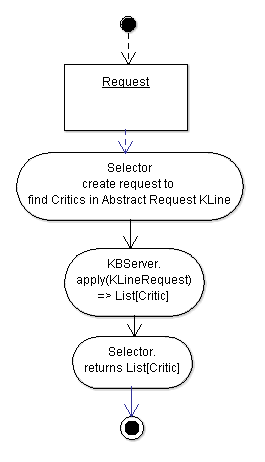 Request
Selector
create request to
find Critics in Abstract Request KLine
KBServer.
apply(KLineRequest)
=> List[Critic]
Selector.
returns List[Critic]